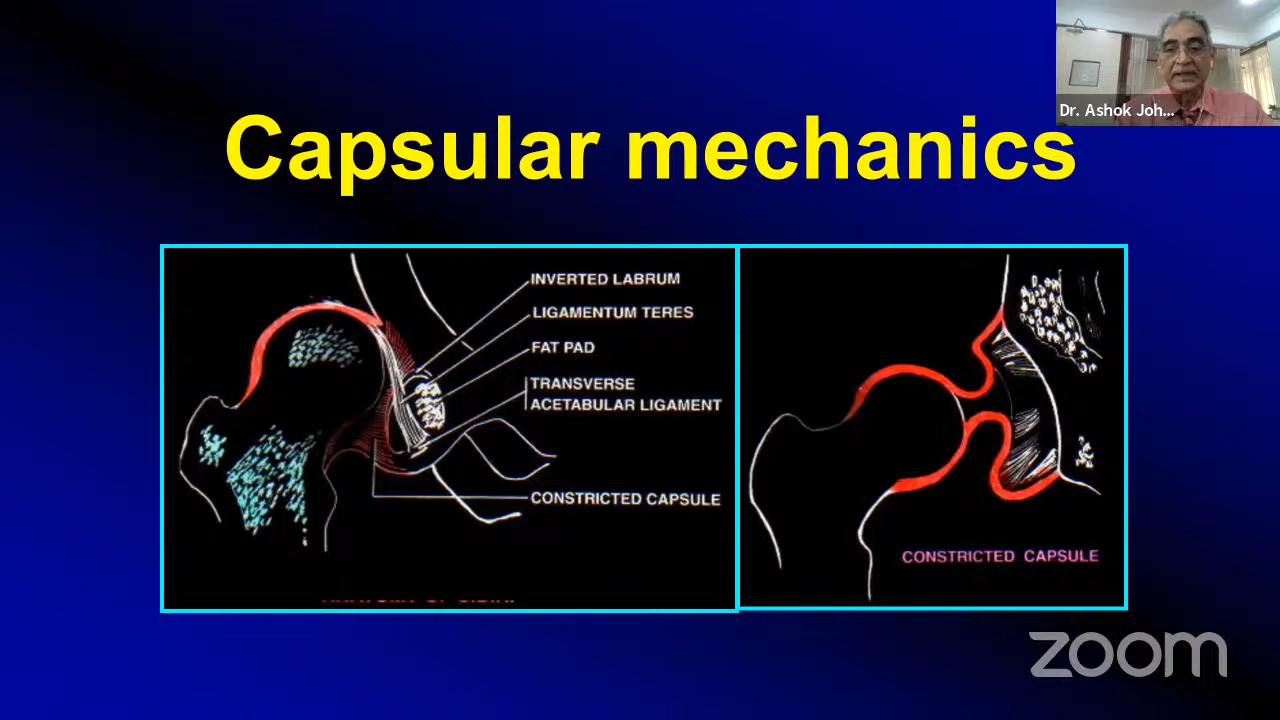 Dr. Ashok Joh...
Capsular mechanics
INVERTED LABRUM
LIGAMENTUM TERES
FAT PAD
TRANSVERSE
ACETABULAR LIGAMENT
CONSTRICTED CAPSULE
CONSTRICTED CAPSULE
zoom